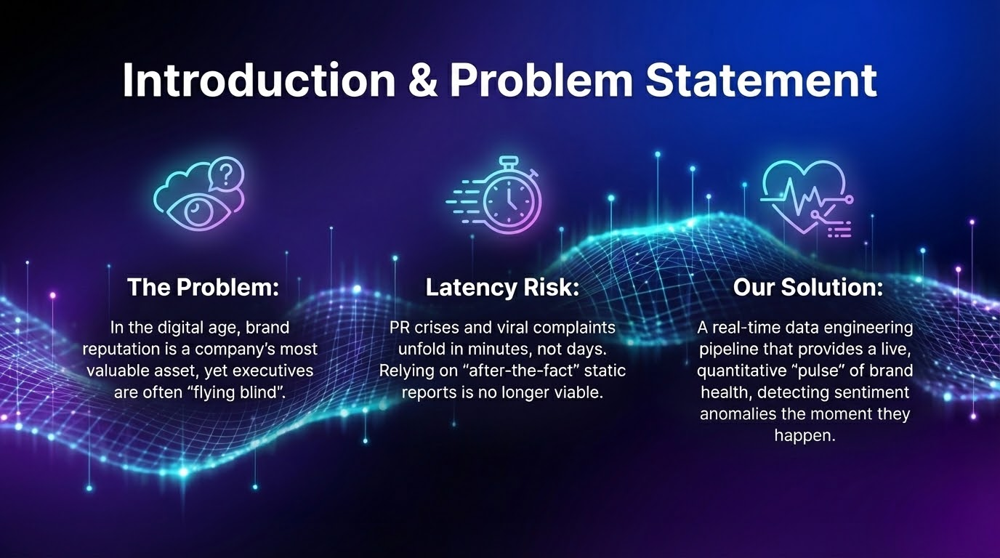 Introduction & Problem Statement
?
The Problem:
In the digital age, brand
reputation is a company's most
valuable asset, yet executives
are often “flying blind”.
Latency Risk:
PR crises and viral complaints
unfold in minutes, not days.
Relying on “after-the-fact” static
reports is no longer viable.
Our Solution:
A real-time data engineering
pipeline that provides a live,
quantitative “pulse“ of brand
health, detecting sentiment
anomalies the moment they
happen.